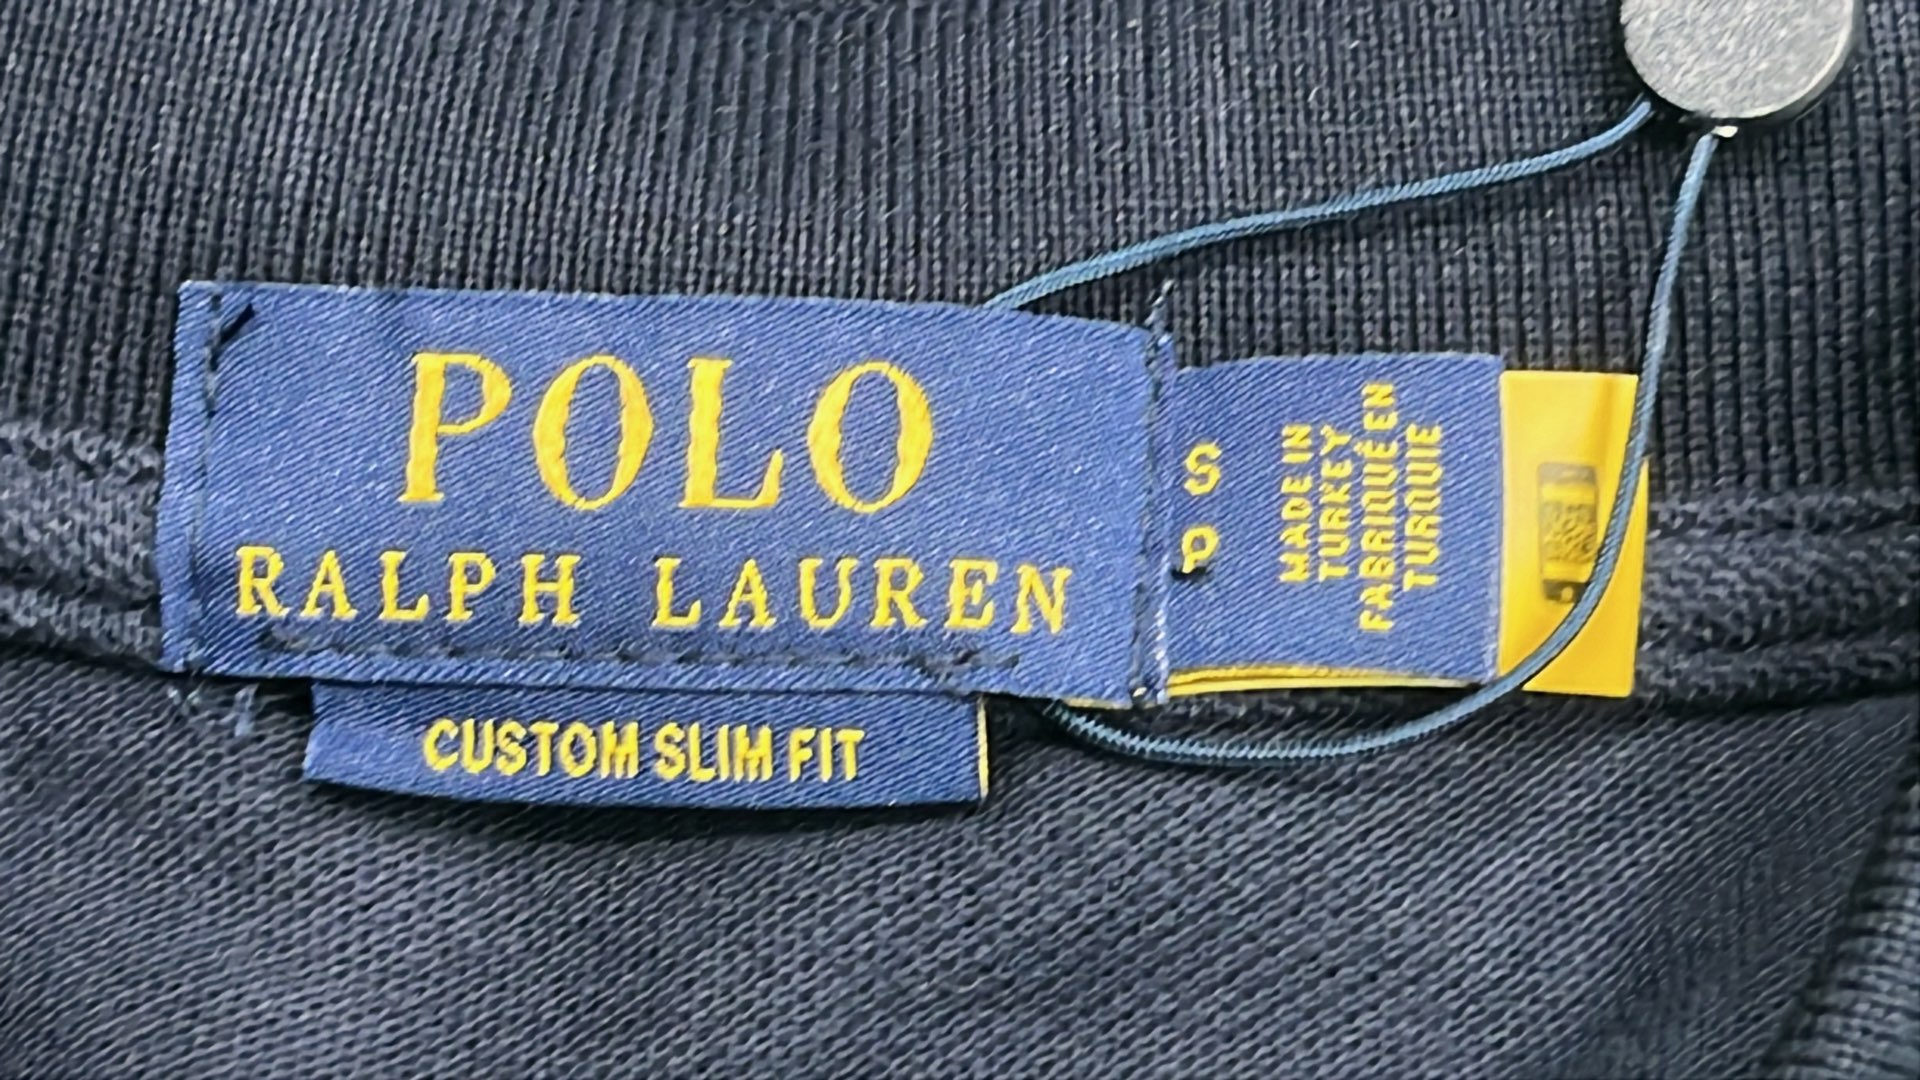 POLO
RALPH LAUREN
CUSTOM SLIM FIT
S
P
MADE IN
TURKEY
FABRIQUÉ EN
TURQUIE